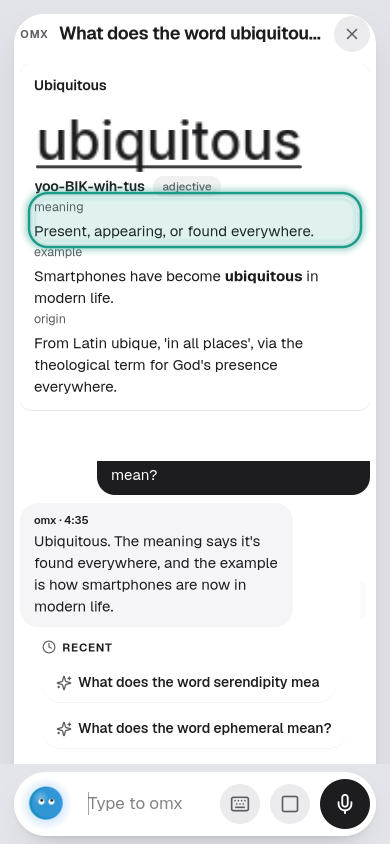 OMX What does the word ubiquitou...
Ubiquitous
ubiquitous
yoo-BIK-wih-tus adjective
meaning
Present, appearing, or found everywhere.
example
Smartphones have become ubiquitous in
modern life.
origin
From Latin ubique, 'in all places', via the
theological term for God's presence
everywhere.
mean?
omx · 4:35
Ubiquitous. The meaning says it's
found everywhere, and the example
is how smartphones are now in
modern life.
RECENT
What does the word serendipity mea
What does the word ephemeral mean?
Type to omx